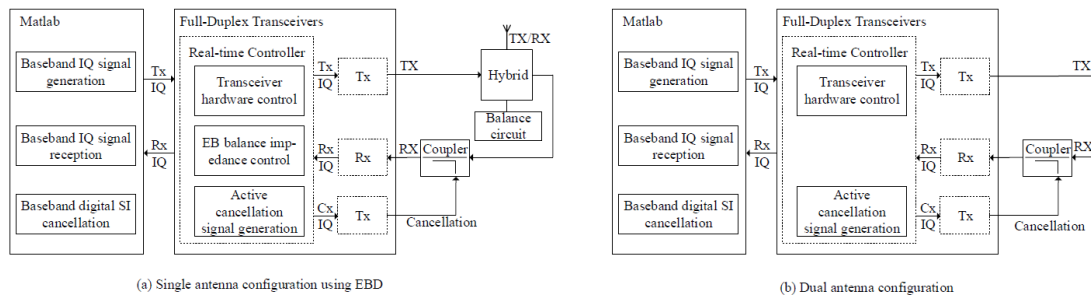 Matlab
Baseband IQ signal
generation
Baseband IQ signal
reception
Baseband digital SI
cancellation
Tx
IQ
Rx
IQ
Full-Duplex Transceivers
Real-time Controller
Transceiver
hardware control
EB balance imp-
edance control
Active
cancellation
signal generation
Tx
IQ
Rx
IQ
Cx
IQ
Tx
Rx
Tx
TX
RX
Cancellation
TX/RX
Hybrid
Balance
circuit
Coupler
(a) Single antenna configuration using EBD
Matlab
Baseband IQ signal
generation
Baseband IQ signal
reception
Baseband digital SI
cancellation
Tx
IQ
Rx
IQ
Full-Duplex Transceivers
Real-time Controller
Transceiver
hardware control
Active
cancellation
signal generation
Tx
IQ
Rx
IQ
Cx
IQ
Tx
Rx
Tx
TX
Coupler
RX
Cancellation
(b) Dual antenna configuration